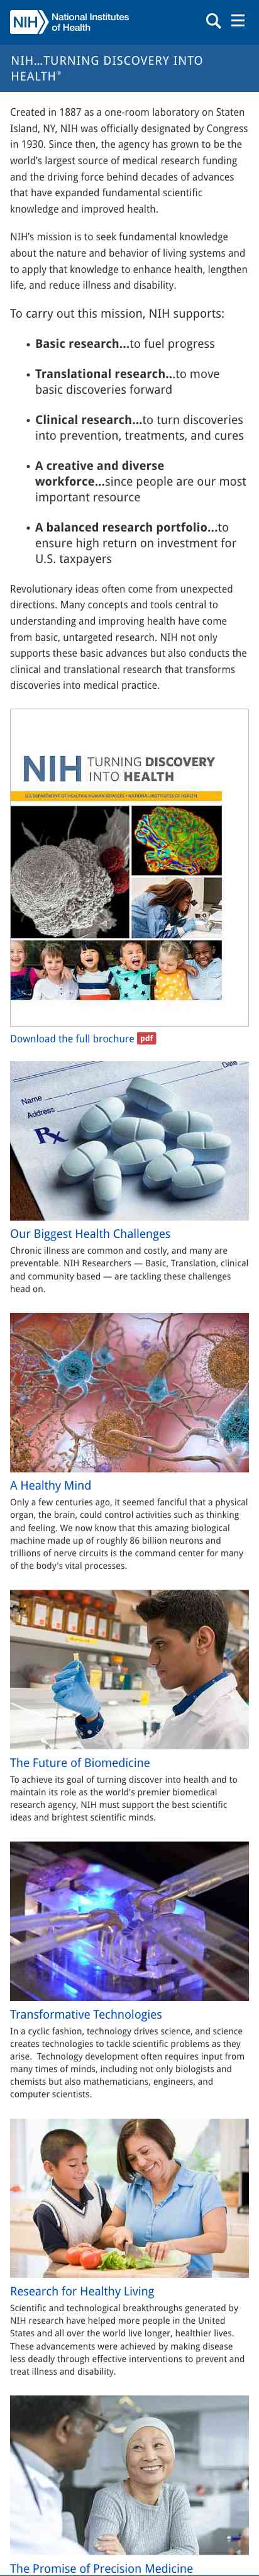 NIH
National Institutes
of Health
NIH...TURNING DISCOVERY INTO
HEALTH®
Created in 1887 as a one-room laboratory on Staten
Island, NY, NIH was officially designated by Congress
in 1930. Since then, the agency has grown to be the
world's largest source of medical research funding
and the driving force behind decades of advances
that have expanded fundamental scientific
knowledge and improved health.
NIH's mission is to seek fundamental knowledge
about the nature and behavior of living systems and
to apply that knowledge to enhance health, lengthen
life, and reduce illness and disability.
To carry out this mission, NIH supports:
• Basic research...to fuel progress
• Translational research...to move
basic discoveries forward
• Clinical research...to turn discoveries
into prevention, treatments, and cures
• A creative and diverse
workforce...since people are our most
important resource
• A balanced research portfolio...to
ensure high return on investment for
U.S. taxpayers
Revolutionary ideas often come from unexpected
directions. Many concepts and tools central to
understanding and improving health have come
from basic, untargeted research. NIH not only
supports these basic advances but also conducts the
clinical and translational research that transforms
discoveries into medical practice.
NIH TURNING DISCOVERY
INTO HEALTH
U.S. DEPARTMENT OF HEALTH & HUMAN SERVICES • NATIONAL INSTITUTES OF HEALTH
Download the full brochure pdf
Date
Name
Address
Rx
Our Biggest Health Challenges
Chronic illness are common and costly, and many are
preventable. NIH Researchers — Basic, Translation, clinical
and community based — are tackling these challenges
head on.
A Healthy Mind
Only a few centuries ago, it seemed fanciful that a physical
organ, the brain, could control activities such as thinking
and feeling. We now know that this amazing biological
machine made up of roughly 86 billion neurons and
trillions of nerve circuits is the command center for many
of the body's vital processes.
The Future of Biomedicine
To achieve its goal of turning discover into health and to
maintain its role as the world's premier biomedical
research agency, NIH must support the best scientific
ideas and brightest scientific minds.
Transformative Technologies
In a cyclic fashion, technology drives science, and science
creates technologies to tackle scientific problems as they
arise.  Technology development often requires input from
many times of minds, including not only biologists and
chemists but also mathematicians, engineers, and
computer scientists.
Research for Healthy Living
Scientific and technological breakthroughs generated by
NIH research have helped more people in the United
States and all over the world live longer, healthier lives.
These advancements were achieved by making disease
less deadly through effective interventions to prevent and
treat illness and disability.
The Promise of Precision Medicine